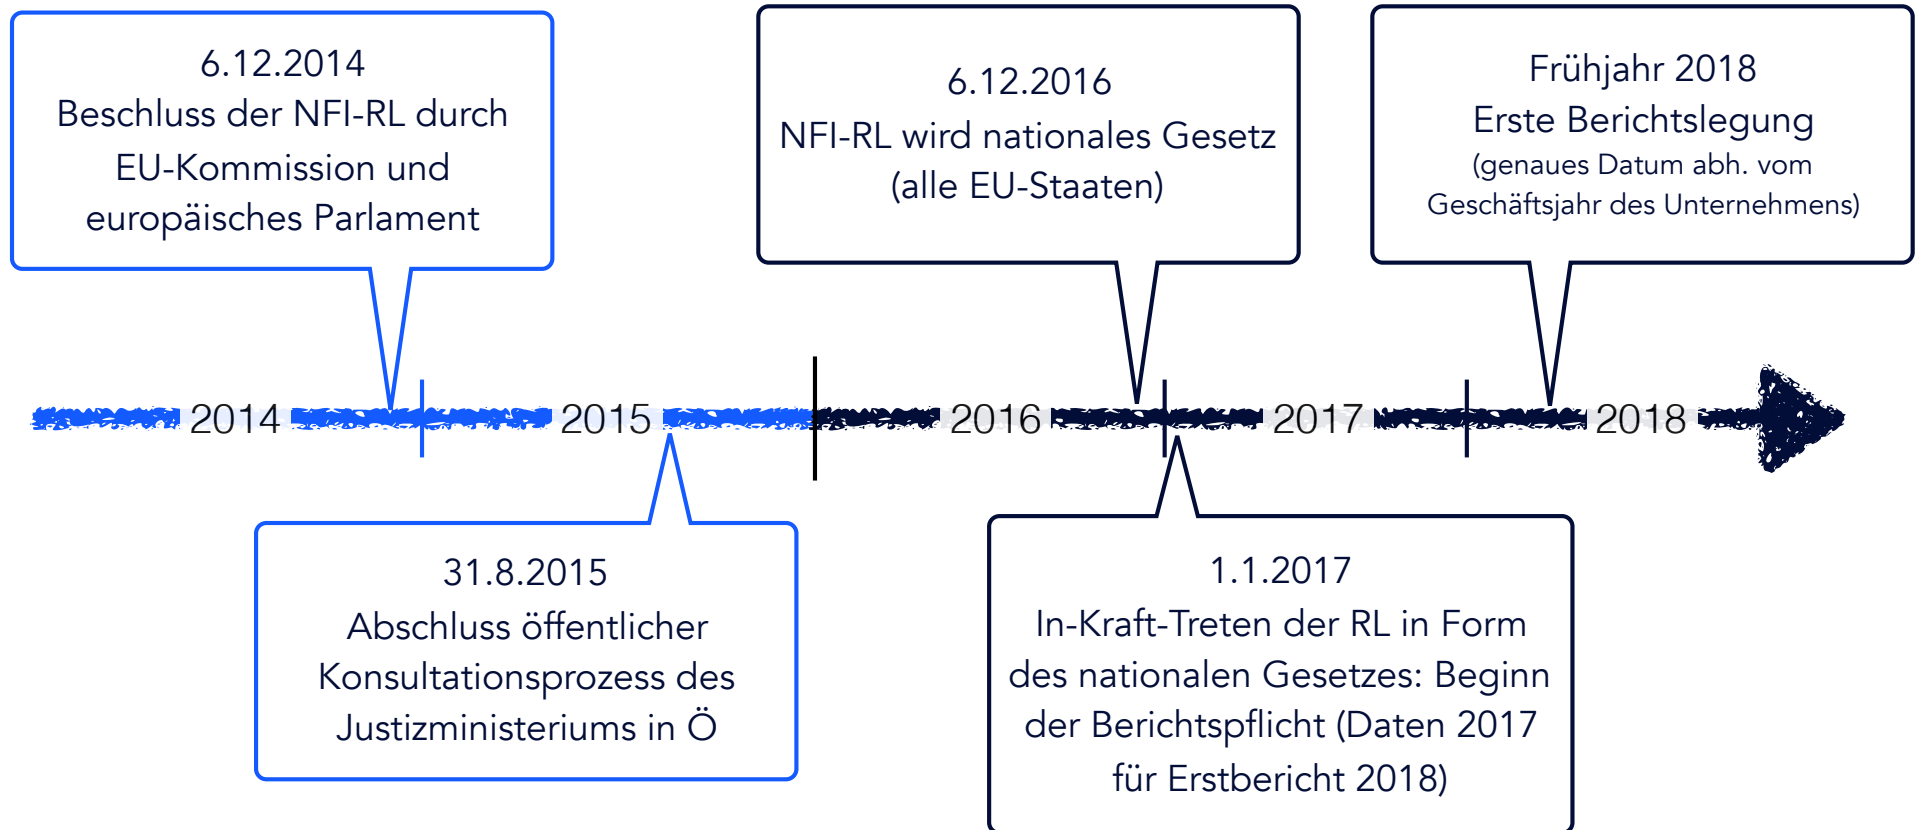 6.12.2014
Beschluss der NFI-RL durch
EU-Kommission und
europäisches Parlament
6.12.2016
NFI-RL wird nationales Gesetz
(alle EU-Staaten)
Frühjahr 2018
Erste Berichtslegung
(genaues Datum abh. vom
Geschäftsjahr des Unternehmens)
2014
2015
2016
2017
2018
31.8.2015
Abschluss öffentlicher
Konsultationsprozess des
Justizministeriums in Ö
1.1.2017
In-Kraft-Treten der RL in Form
des nationalen Gesetzes: Beginn
der Berichtspflicht (Daten 2017
für Erstbericht 2018)